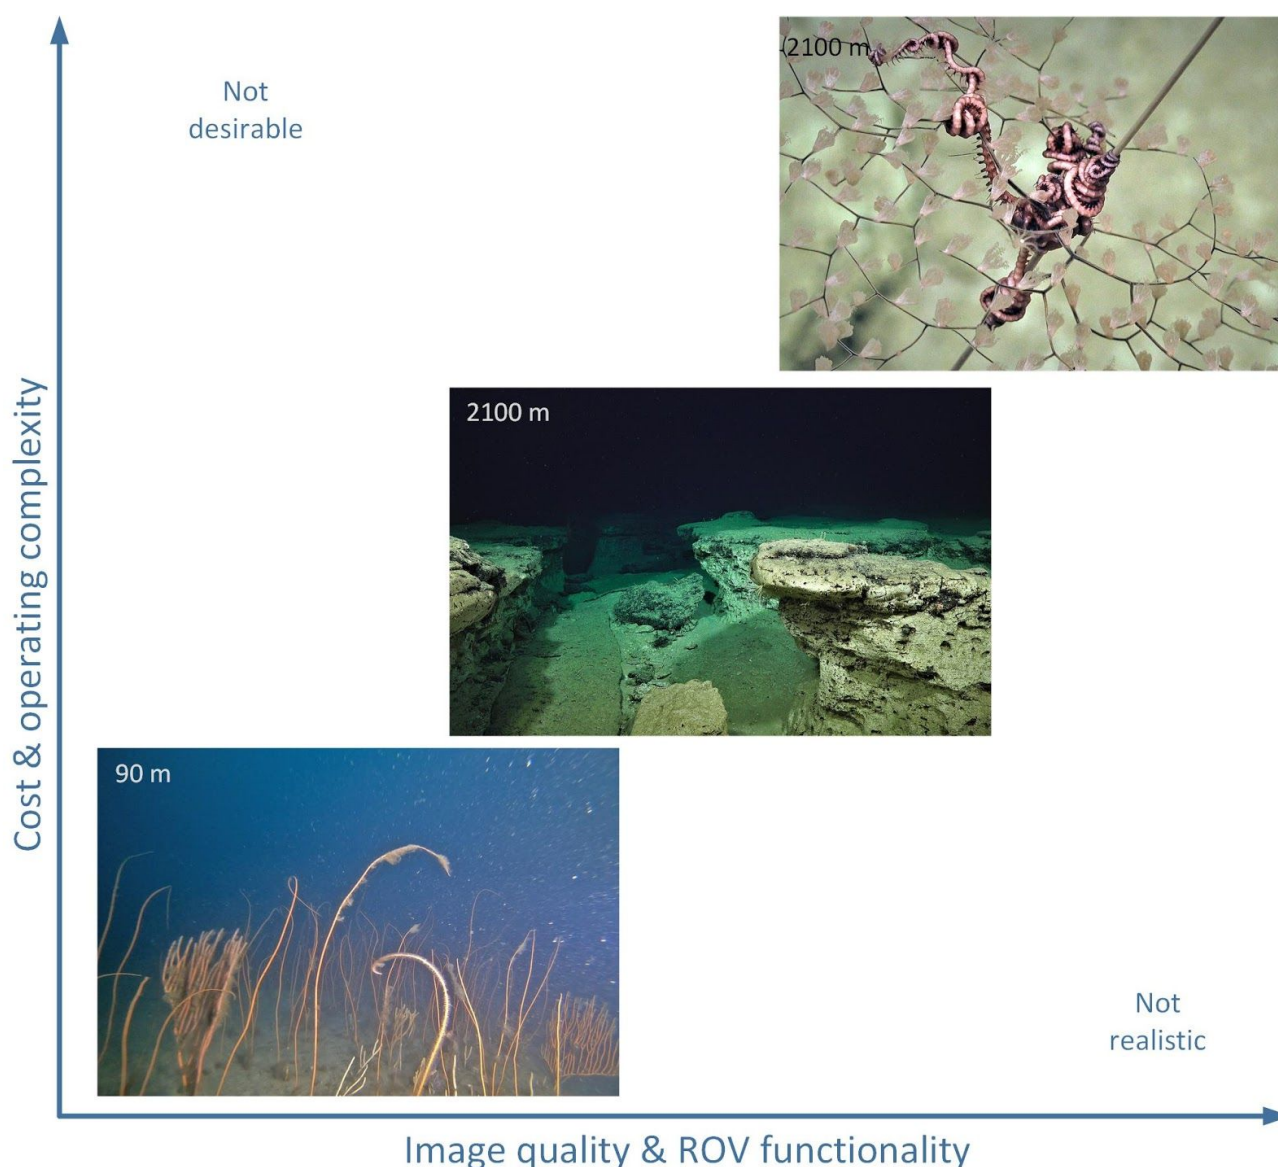 Not
desirable
2100 m
2100 m
90 m
Not
realistic
Cost & operating complexity
Image quality & ROV functionality